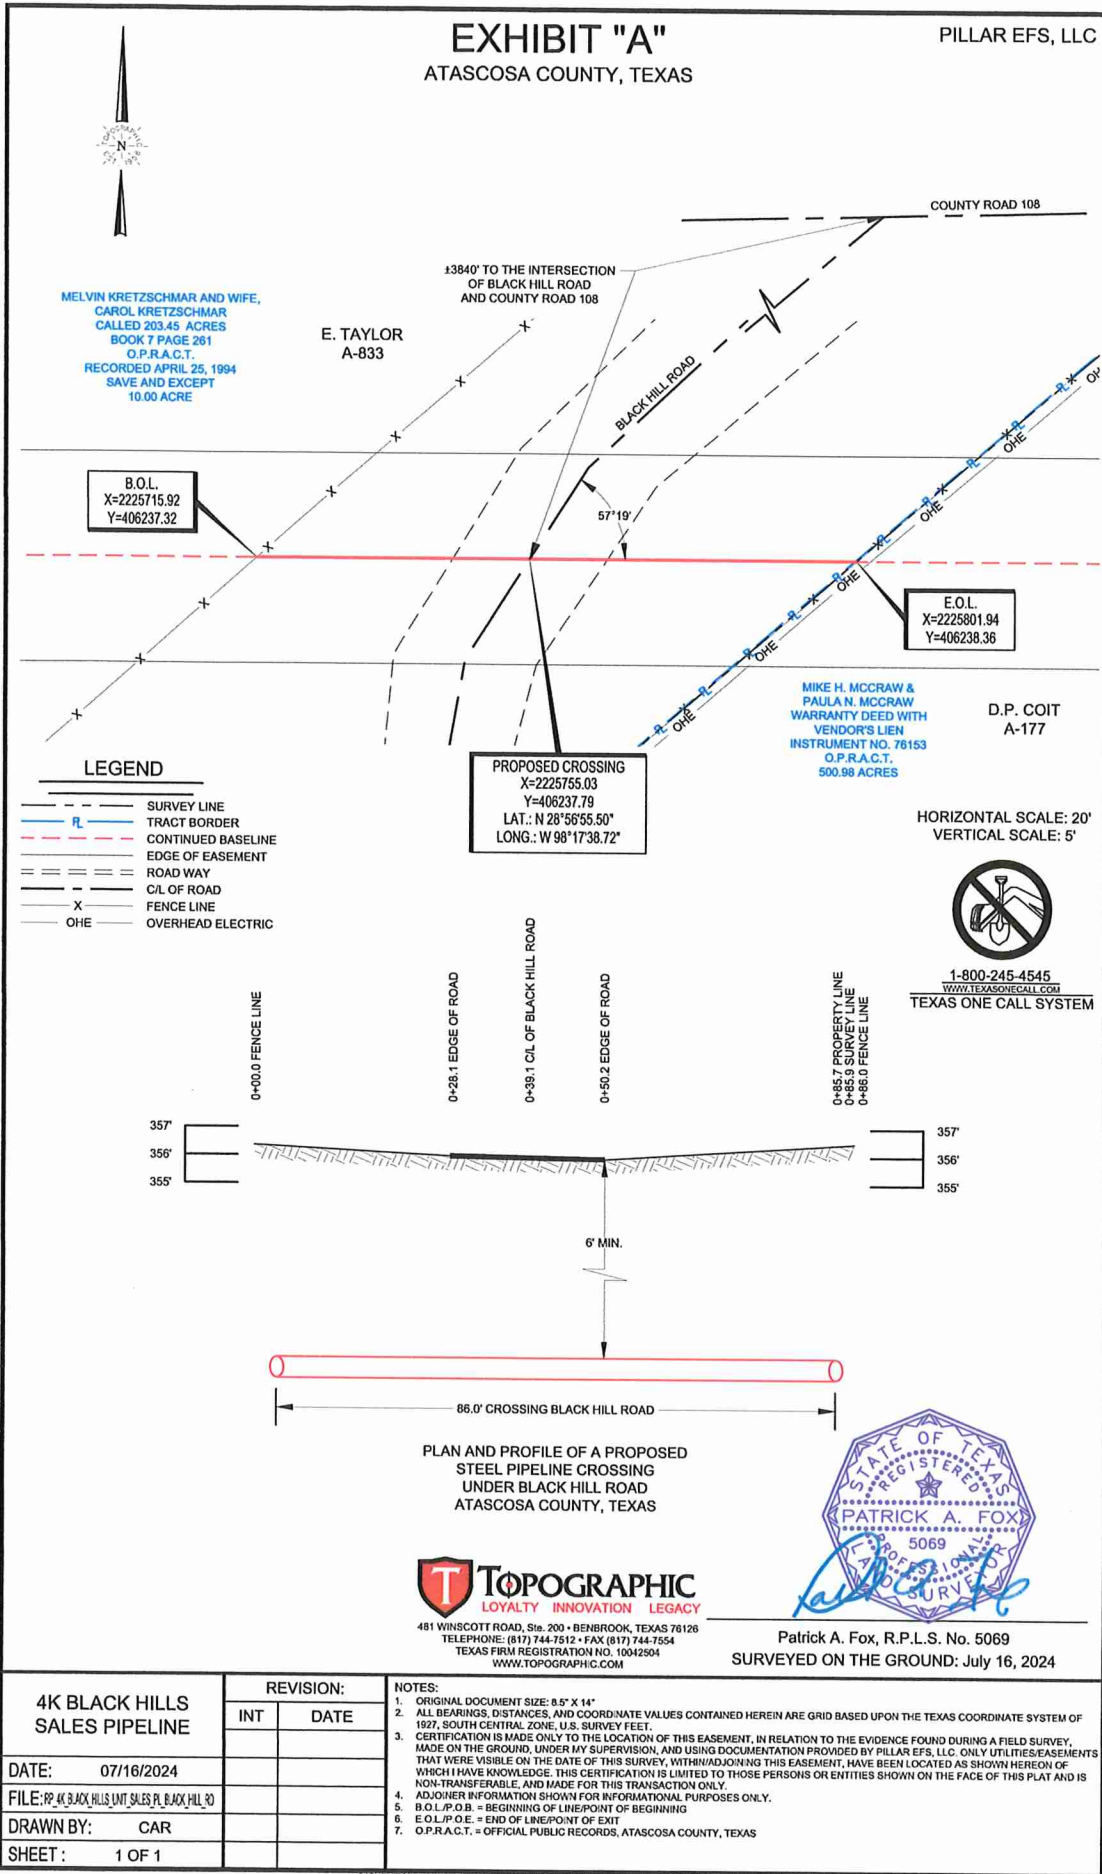 EXHIBIT "A"
ATASCOSA COUNTY, TEXAS
PILLAR EFS, LLC
N
COUNTY ROAD 108
±3840' TO THE INTERSECTION
OF BLACK HILL ROAD
AND COUNTY ROAD 108
MELVIN KRETZSCHMAR AND WIFE,
CAROL KRETZSCHMAR
CALLED 203.45 ACRES
BOOK 7 PAGE 261
O.P.R.A.C.T.
RECORDED APRIL 25, 1994
SAVE AND EXCEPT
10.00 ACRE
E. TAYLOR
A-833
BLACK HILL ROAD
B.O.L.
X=2225715.92
Y=406237.32
57°19'
OHE
OHE
OHE
OHE
OHE
OHE
E.O.L.
X=2225801.94
Y=406238.36
MIKE H. MCCRAW &
PAULA N. MCCRAW
WARRANTY DEED WITH
VENDOR'S LIEN
INSTRUMENT NO. 76153
O.P.R.A.C.T.
500.98 ACRES
D.P. COIT
A-177
PROPOSED CROSSING
X=2225755.03
Y=406237.79
LAT.: N 28°56'55.50"
LONG.: W 98°17'38.72"
LEGEND
SURVEY LINE
PL TRACT BORDER
CONTINUED BASELINE
EDGE OF EASEMENT
ROAD WAY
C/L OF ROAD
X FENCE LINE
OHE OVERHEAD ELECTRIC
HORIZONTAL SCALE: 20'
VERTICAL SCALE: 5'
1-800-245-4545
WWW.TEXASONECALL.COM
TEXAS ONE CALL SYSTEM
0+00.0 FENCE LINE
0+28.1 EDGE OF ROAD
0+39.1 C/L OF BLACK HILL ROAD
0+50.2 EDGE OF ROAD
0+85.7 PROPERTY LINE
0+85.9 SURVEY LINE
0+86.0 FENCE LINE
357'
356'
355'
357'
356'
355'
6' MIN.
86.0' CROSSING BLACK HILL ROAD
PLAN AND PROFILE OF A PROPOSED
STEEL PIPELINE CROSSING
UNDER BLACK HILL ROAD
ATASCOSA COUNTY, TEXAS
STATE OF TEXAS
REGISTERED
PATRICK A. FOX
5069
PROFESSIONAL
LAND SURVEYOR
T TOPOGRAPHIC
LOYALTY INNOVATION LEGACY
481 WINSCOTT ROAD, Ste. 200 • BENBROOK, TEXAS 76126
TELEPHONE: (817) 744-7512 • FAX (817) 744-7554
TEXAS FIRM REGISTRATION NO. 10042504
WWW.TOPOGRAPHIC.COM
Patrick A. Fox, R.P.L.S. No. 5069
SURVEYED ON THE GROUND: July 16, 2024
4K BLACK HILLS
SALES PIPELINE
REVISION:
INT DATE
DATE: 07/16/2024
FILE:RP_4K_BLACK_HILLS_UNIT_SALES_PL_BLACK_HILL_RD
DRAWN BY: CAR
SHEET : 1 OF 1
NOTES:
1. ORIGINAL DOCUMENT SIZE: 8.5" X 14"
2. ALL BEARINGS, DISTANCES, AND COORDINATE VALUES CONTAINED HEREIN ARE GRID BASED UPON THE TEXAS COORDINATE SYSTEM OF
1927, SOUTH CENTRAL ZONE, U.S. SURVEY FEET.
3. CERTIFICATION IS MADE ONLY TO THE LOCATION OF THIS EASEMENT, IN RELATION TO THE EVIDENCE FOUND DURING A FIELD SURVEY,
MADE ON THE GROUND, UNDER MY SUPERVISION, AND USING DOCUMENTATION PROVIDED BY PILLAR EFS, LLC. ONLY UTILITIES/EASEMENTS
THAT WERE VISIBLE ON THE DATE OF THIS SURVEY, WITHIN/ADJOINING THIS EASEMENT, HAVE BEEN LOCATED AS SHOWN HEREON OF
WHICH I HAVE KNOWLEDGE. THIS CERTIFICATION IS LIMITED TO THOSE PERSONS OR ENTITIES SHOWN ON THE FACE OF THIS PLAT AND IS
NON-TRANSFERABLE, AND MADE FOR THIS TRANSACTION ONLY.
4. ADJOINER INFORMATION SHOWN FOR INFORMATIONAL PURPOSES ONLY.
5. B.O.L./P.O.B. = BEGINNING OF LINE/POINT OF BEGINNING
6. E.O.L./P.O.E. = END OF LINE/POINT OF EXIT
7. O.P.R.A.C.T. = OFFICIAL PUBLIC RECORDS, ATASCOSA COUNTY, TEXAS